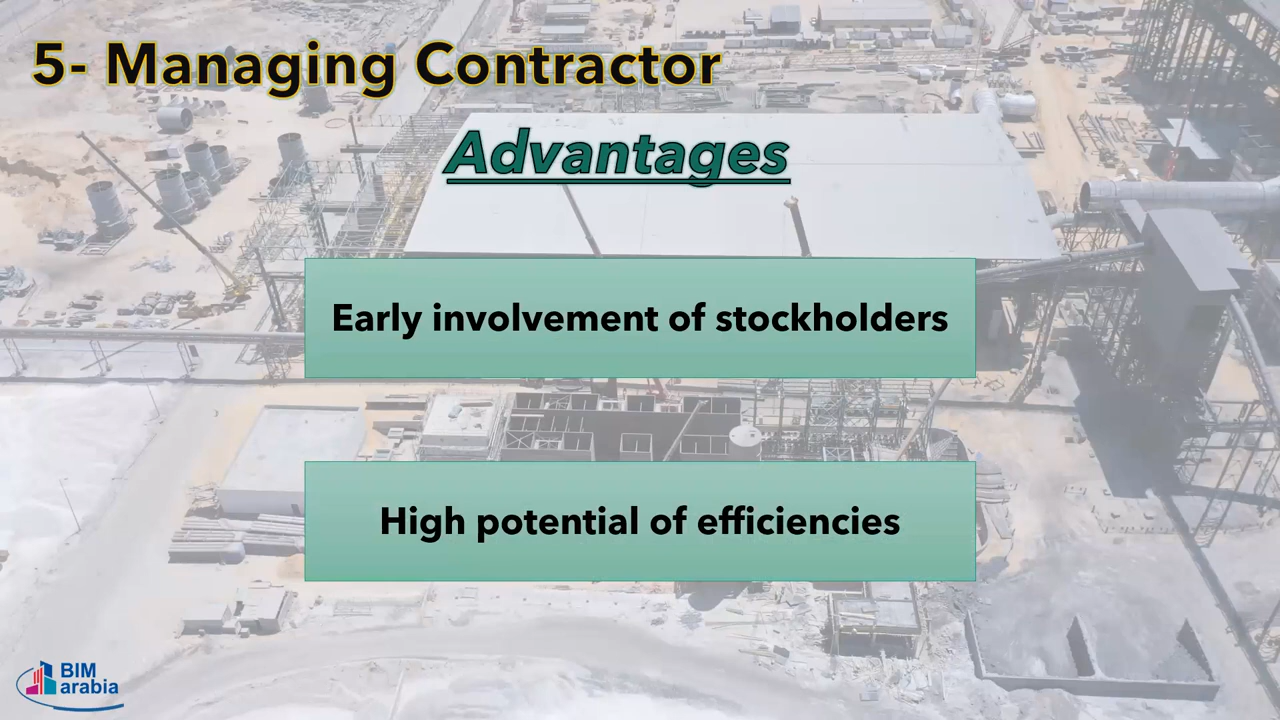 5- Managing Contractor
Advantages
Early involvement of stockholders
High potential of efficiencies
BIM
arabia